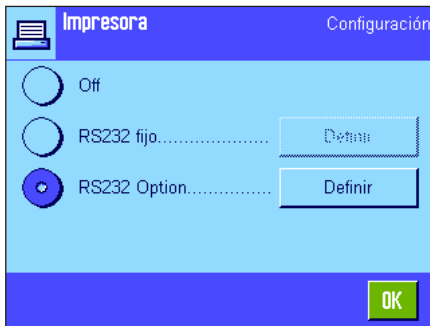 Impresora Configuración
Off
RS232 fijo.................... Definir
RS232 Option................ Definir
OK